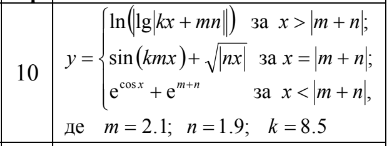 10
y = { ln(|lg|kx + mn||) за x > |m + n|;
sin(kmx) + √|nx| за x = |m + n|;
e^(cos x) + e^(m+n) за x < |m + n|,
де m = 2.1; n = 1.9; k = 8.5